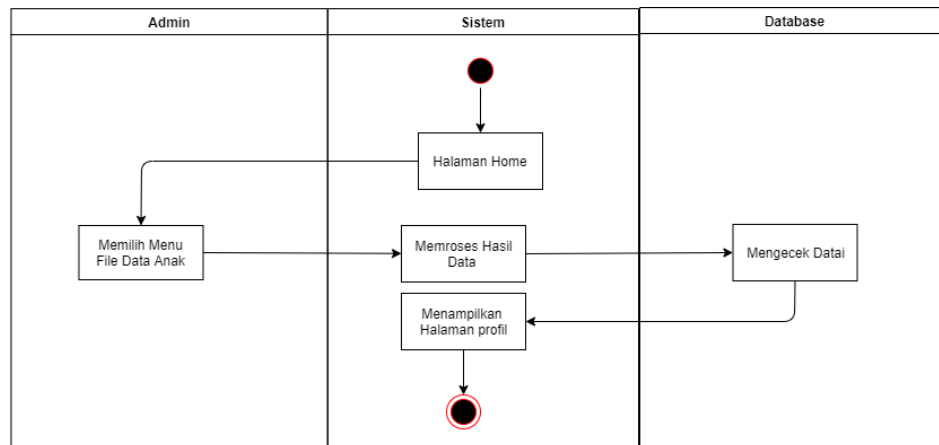 Admin
Sistem
Database
Halaman Home
Memilih Menu
File Data Anak
Memroses Hasil
Data
Mengecek Datai
Menampilkan
Halaman profil